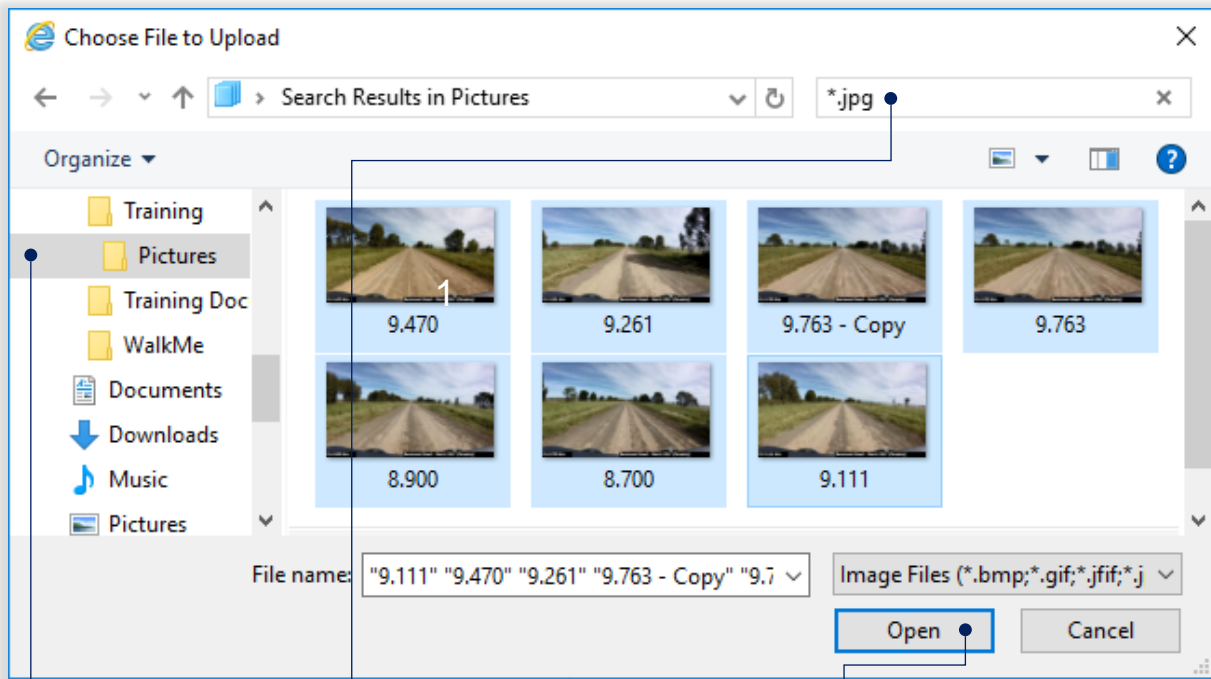 Choose File to Upload
Search Results in Pictures
*.jpg
Organize
Training
Pictures
Training Doc
WalkMe
Documents
Downloads
Music
Pictures
1
9.470
9.261
9.763 - Copy
9.763
8.900
8.700
9.111
File name:
"9.111" "9.470" "9.261" "9.763 - Copy" "9.7
Image Files (*.bmp;*.gif;*.jfif;*.j
Open
Cancel